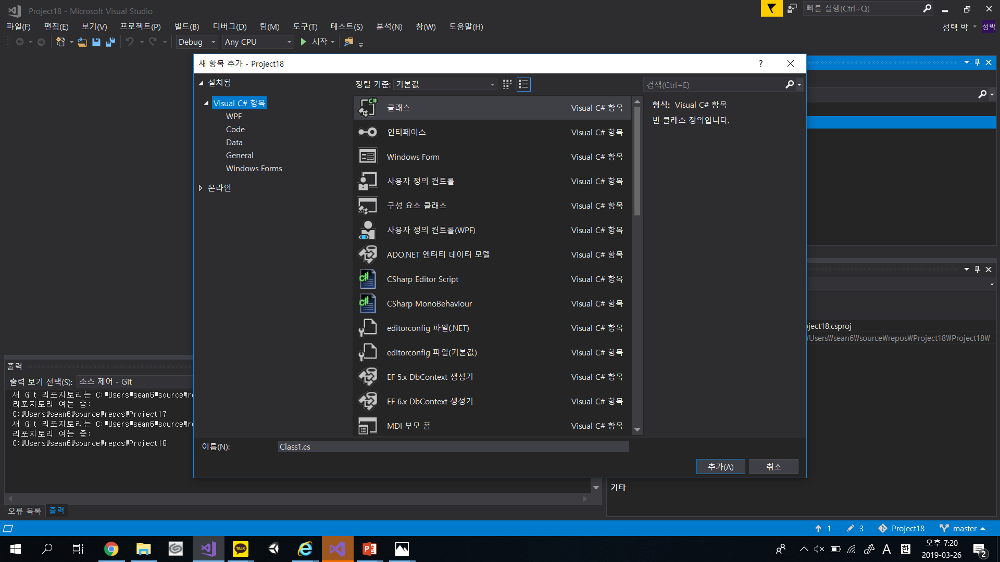 Project18 - Microsoft Visual Studio
빠른 실행(Ctrl+Q)
파일(F) 편집(E) 보기(V) 프로젝트(P) 빌드(B) 디버그(D) 팀(M) 도구(T) 테스트(S) 분석(N) 창(W) 도움말(H)
성택 박 성박
Debug Any CPU 시작
새 항목 추가 - Project18 ?
설치됨
Visual C# 항목
WPF
Code
Data
General
Windows Forms
온라인
정렬 기준: 기본값
검색(Ctrl+E)
클래스 Visual C# 항목
인터페이스 Visual C# 항목
Windows Form Visual C# 항목
사용자 정의 컨트롤 Visual C# 항목
구성 요소 클래스 Visual C# 항목
사용자 정의 컨트롤(WPF) Visual C# 항목
ADO.NET 엔터티 데이터 모델 Visual C# 항목
CSharp Editor Script Visual C# 항목
CSharp MonoBehaviour Visual C# 항목
editorconfig 파일(.NET) Visual C# 항목
editorconfig 파일(기본값) Visual C# 항목
EF 5.x DbContext 생성기 Visual C# 항목
EF 6.x DbContext 생성기 Visual C# 항목
MDI 부모 폼 Visual C# 항목
형식: Visual C# 항목
빈 클래스 정의입니다.
이름(N): Class1.cs
추가(A) 취소
oject18.csproj
₩Users₩sean6₩source₩repos₩Project18₩Project18₩
기타
출력
출력 보기 선택(S): 소스 제어 - Git
새 Git 리포지토리는 C:₩Users₩sean6₩source₩re
리포지토리 여는 중:
C:₩Users₩sean6₩source₩repos₩Project17
새 Git 리포지토리는 C:₩Users₩sean6₩source₩re
리포지토리 여는 중:
C:₩Users₩sean6₩source₩repos₩Project18
오류 목록 출력
1 3 Project18 master
TALK
A 한
오후 7:20
2019-03-26
2